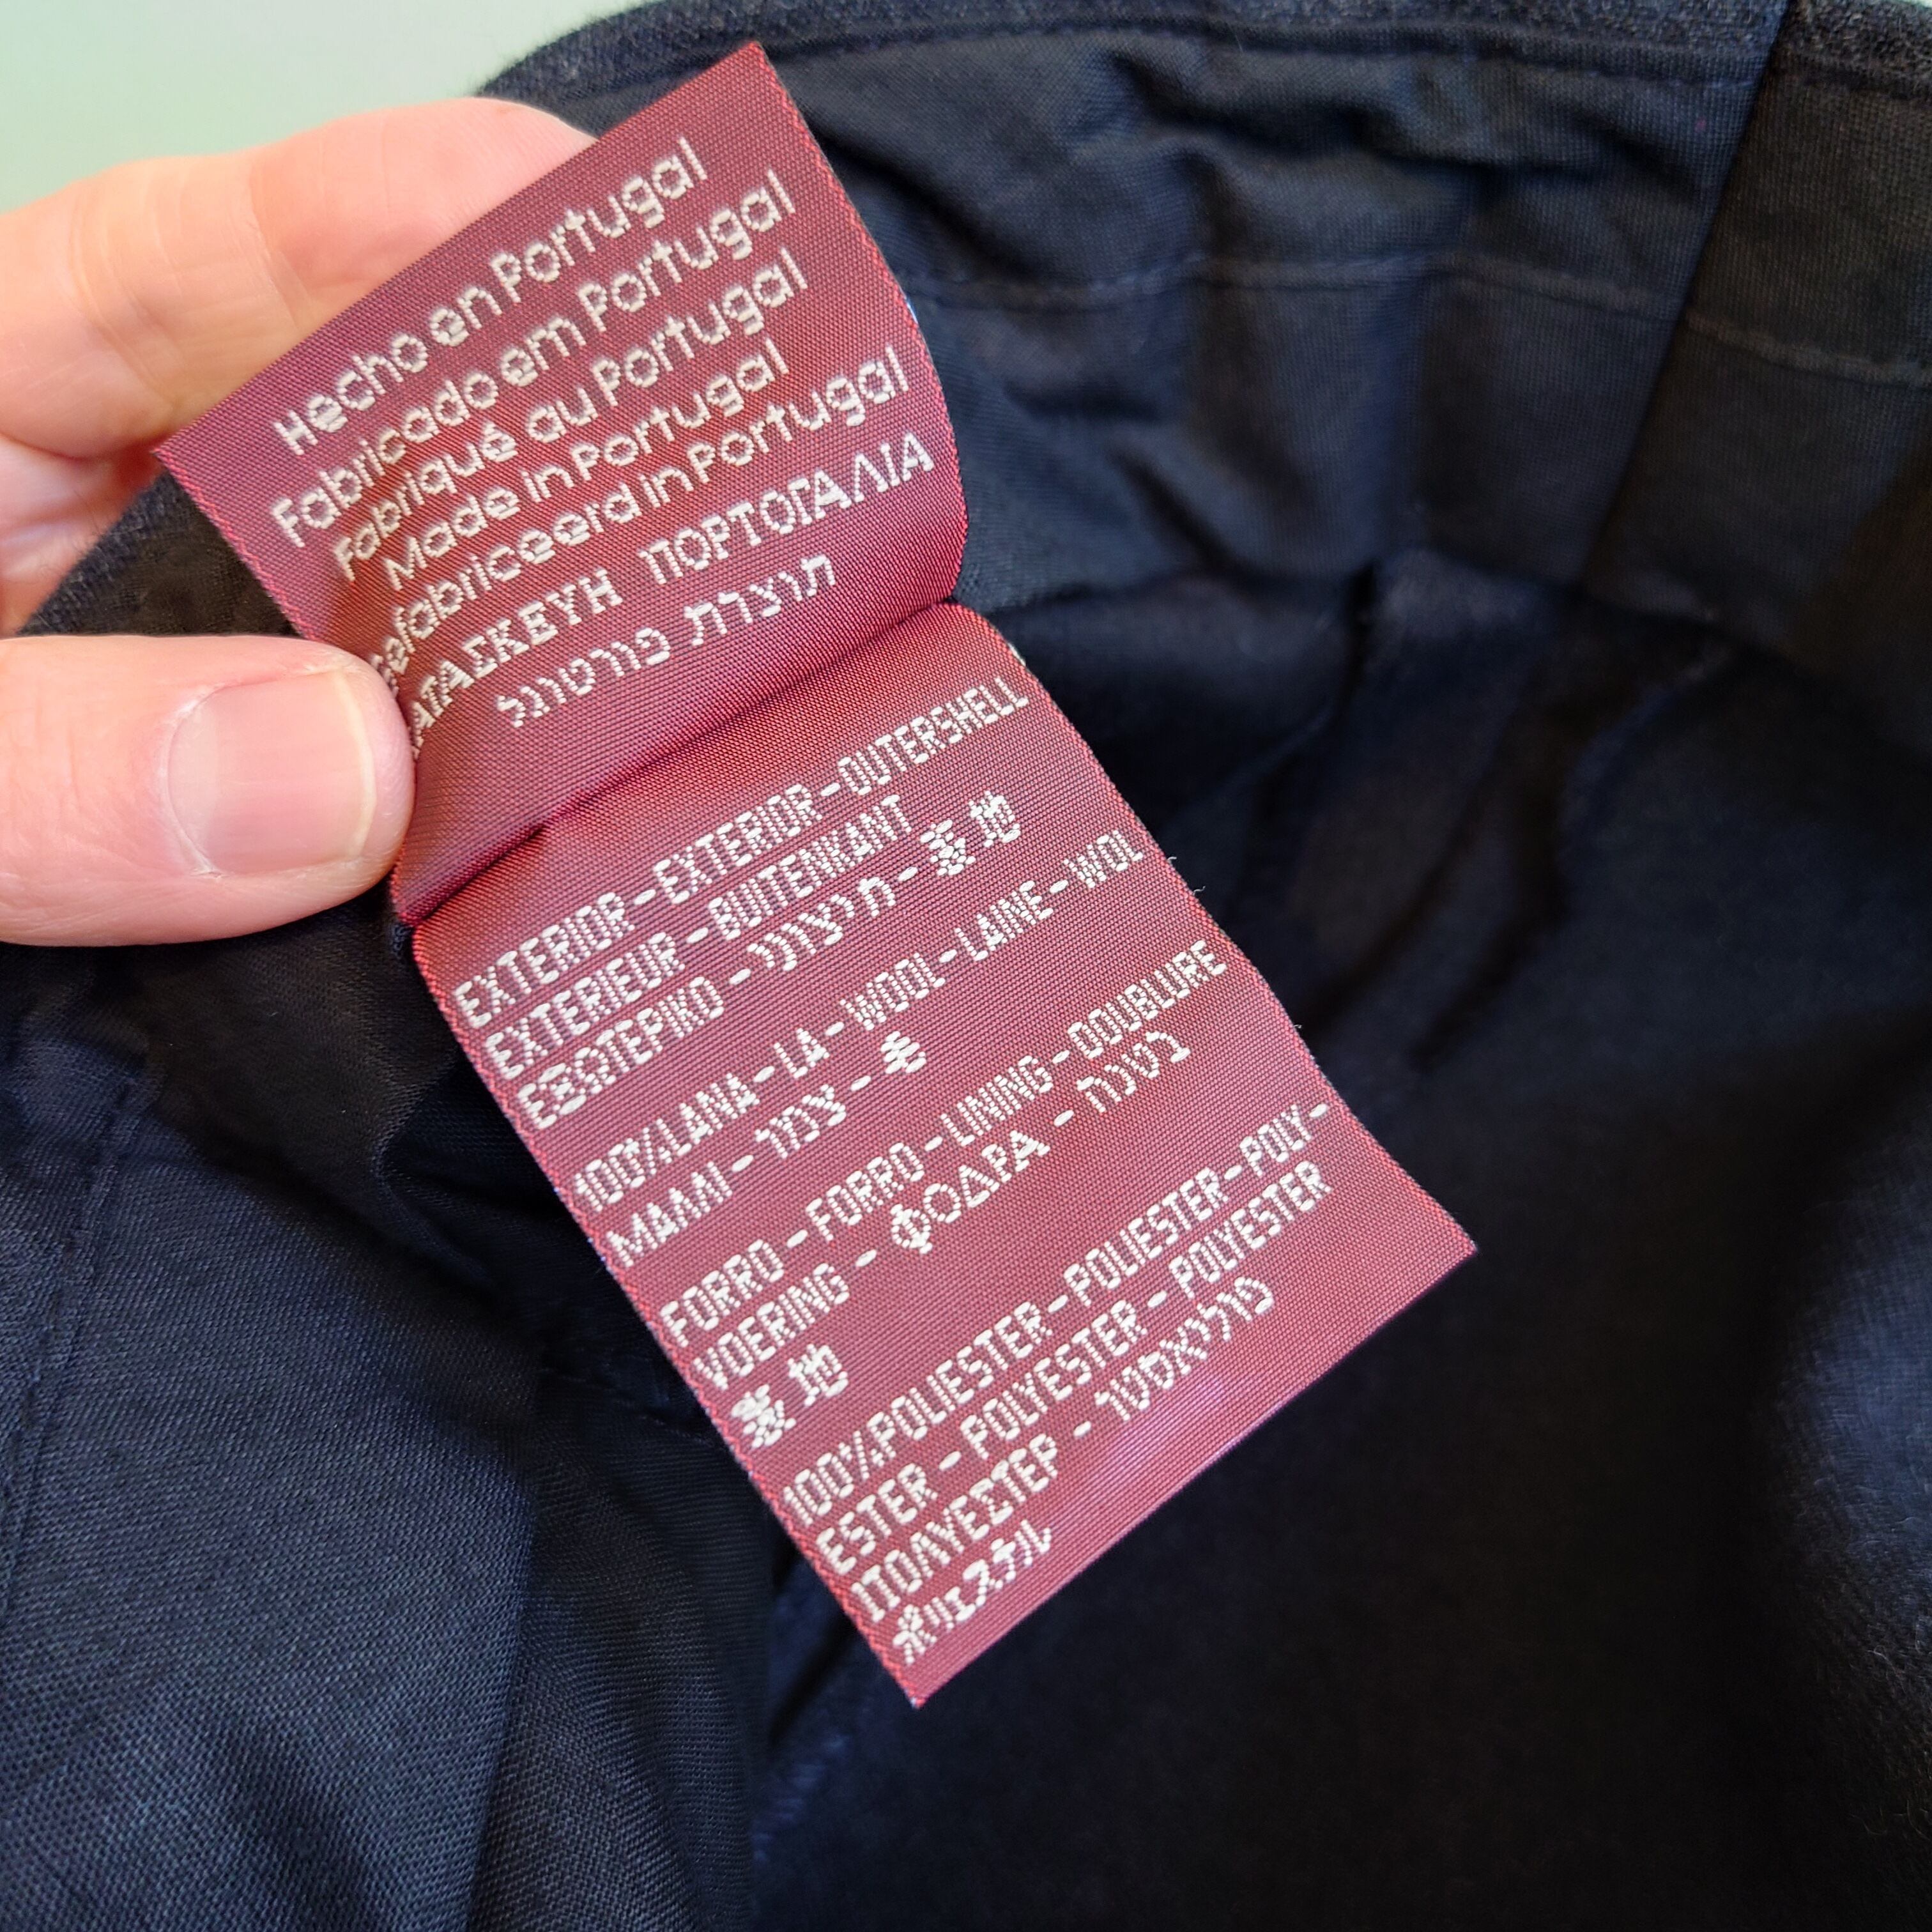 Hecho en Portugal
Fabricado em Portugal
Fabriqué au Portugal
Made in Portugal
Gefabriceerd in Portugal
ΚΑΤΑΣΚΕΥΗ ΠΟΡΤΟΓΑΛΙΑ
תוצרת פורטוגל
EXTERIOR-EXTERIOR-OUTERSHELL
EXTERIEUR-BUITENKANT
ΕΞΩΤΕΡΙΚΟ-חיצוני-表地
100%LANA-LA-WOOL-LAINE-WOL
ΜΑΛΛΙ-צמר-毛
FORRO-FORRO-LINING-DOUBLURE
VOERING-ΦΟΔΡΑ-בטנה
裏地
100%POLIESTER-POLIESTER-POLY-
ESTER-POLYESTER-POLYESTER
ΠΟΛΥΕΣΤΕΡ-פוליאסטר
ポリエステル